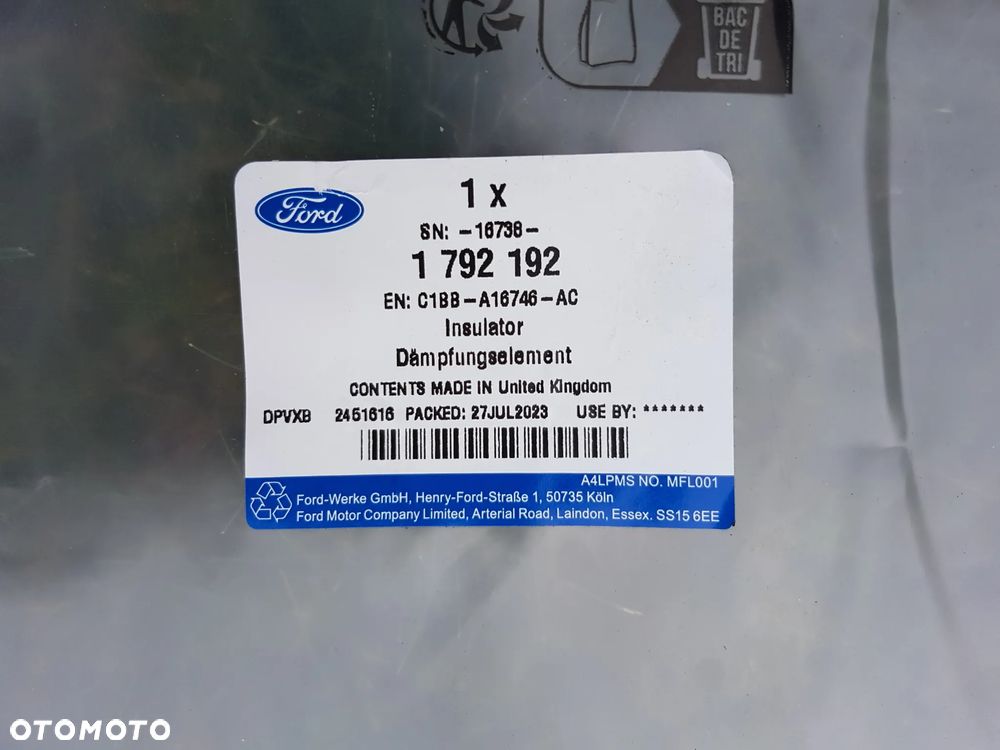 BAC
DE
TRI
Ford
1 x
SN: -16738-
1 792 192
EN: C1BB-A16746-AC
Insulator
Dämpfungselement
CONTENTS MADE IN United Kingdom
DPVXB 2451616 PACKED: 27JUL2023 USE BY: *******
A4LPMS NO. MFL001
Ford-Werke GmbH, Henry-Ford-Straße 1, 50735 Köln
Ford Motor Company Limited, Arterial Road, Laindon, Essex. SS15 6EE
OTOMOTO